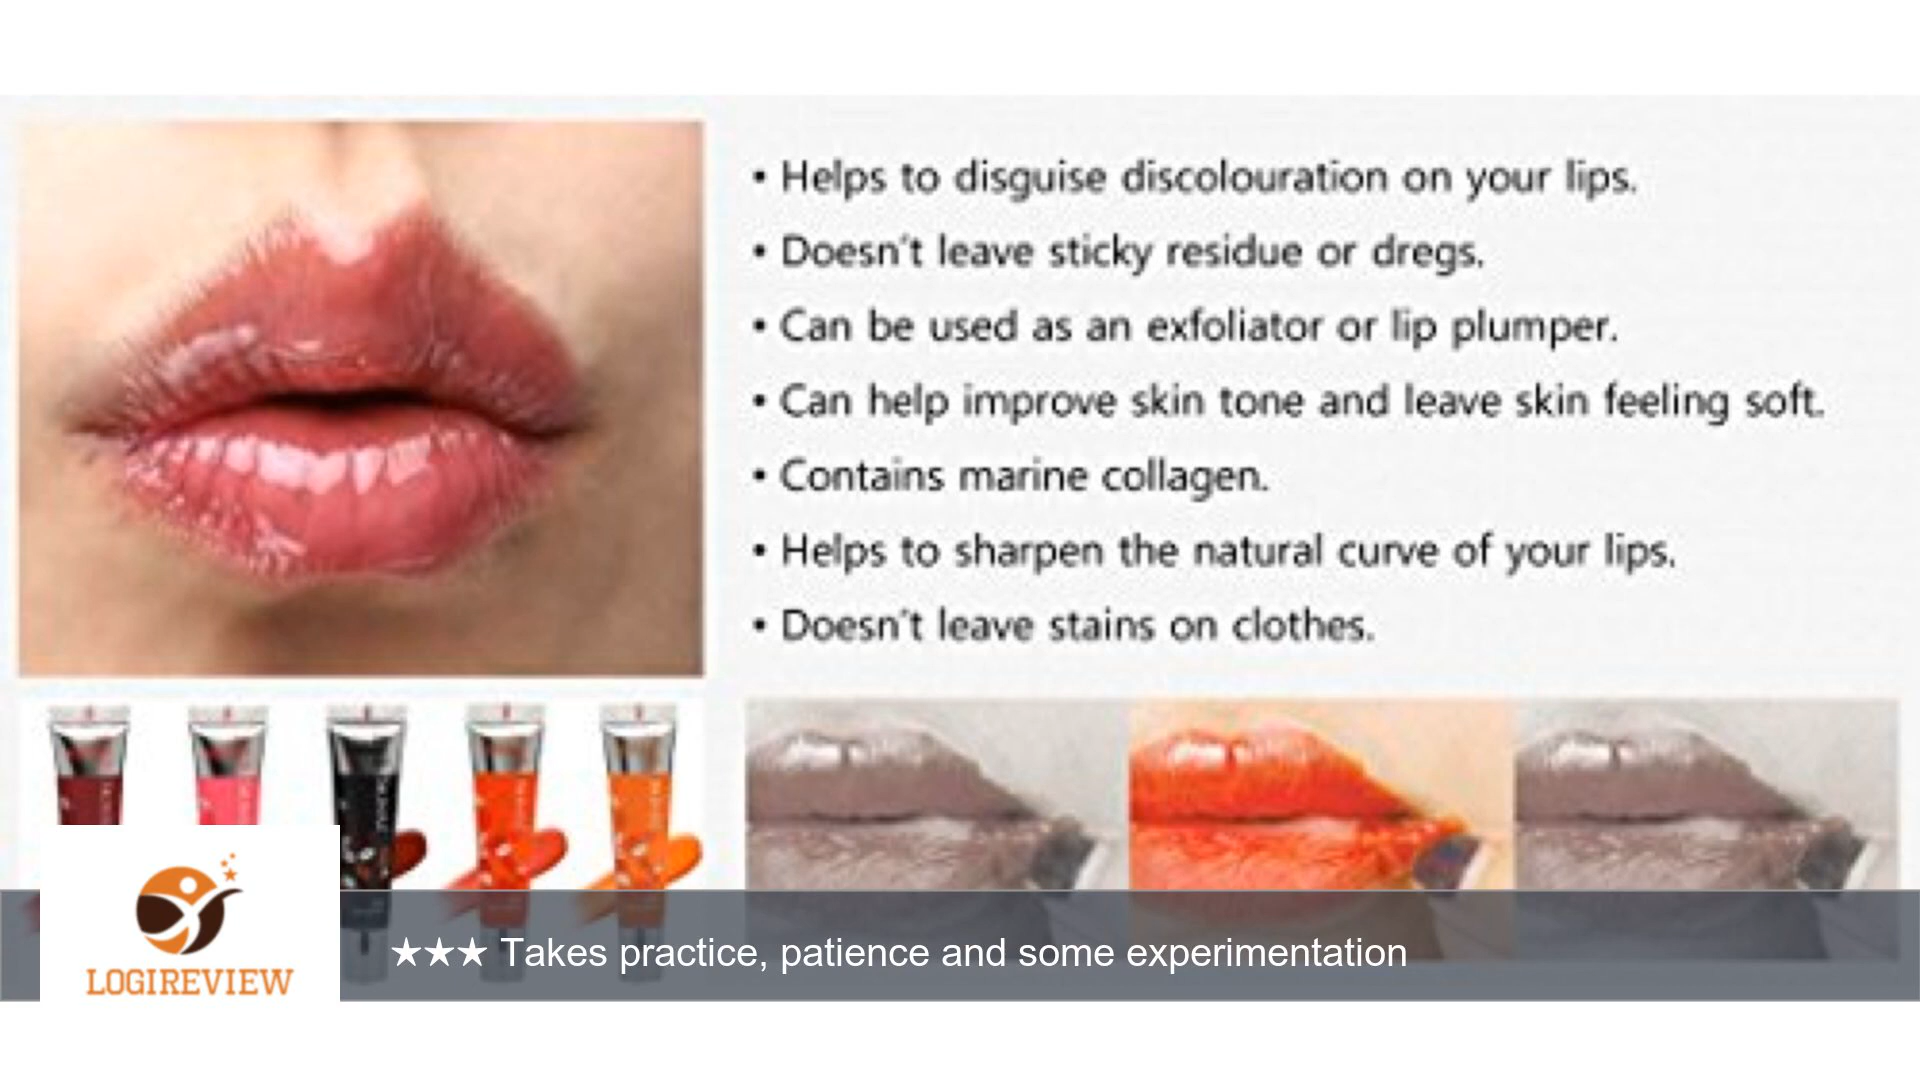 • Helps to disguise discolouration on your lips.
• Doesn't leave sticky residue or dregs.
• Can be used as an exfoliator or lip plumper.
• Can help improve skin tone and leave skin feeling soft.
• Contains marine collagen.
• Helps to sharpen the natural curve of your lips.
• Doesn't leave stains on clothes.
★★★ Takes practice, patience and some experimentation
LOGIREVIEW